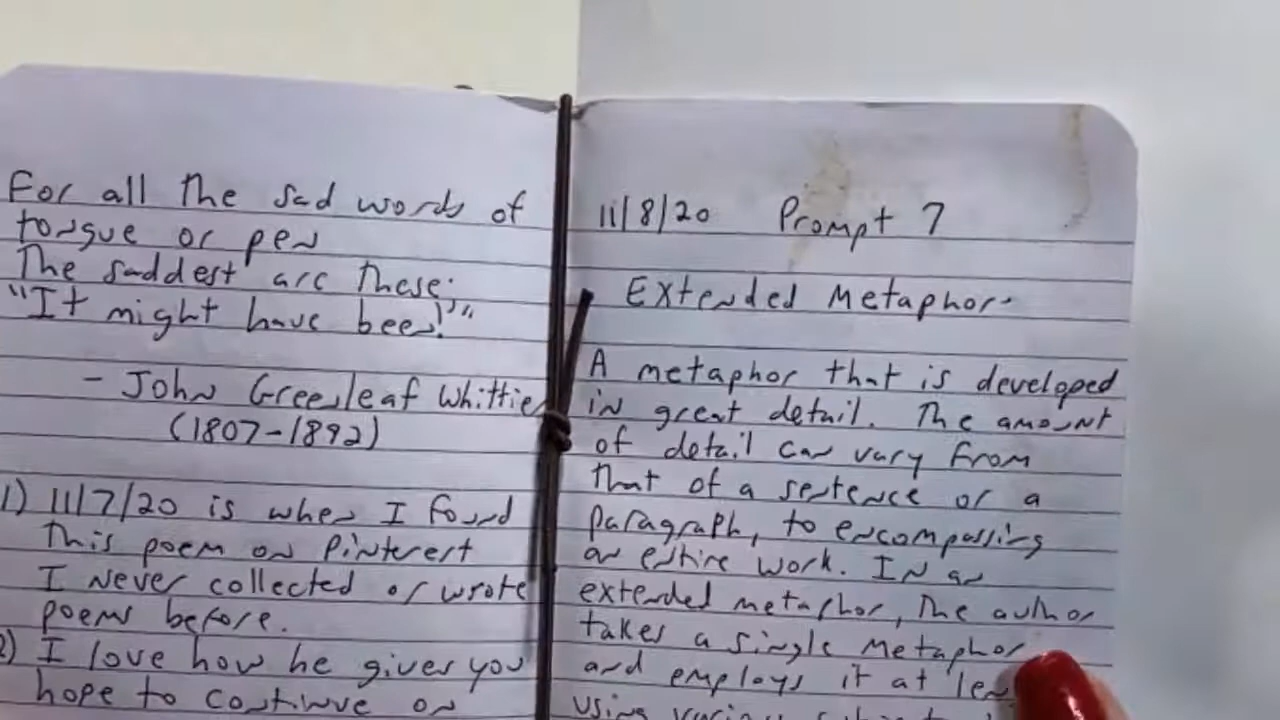 For all the sad words of
tongue or pen
The saddest are these:
"It might have been!"
- John Greenleaf Whittie
(1807-1892)
1) 11/7/20 is when I found
this poem on Pinterest
I never collected or wrote
poems before.
2) I love how he gives you
hope to continue on
11/8/20 Prompt 7
Extended Metaphor-
A metaphor that is developed
in great detail. The amount
of detail can vary from
that of a sentence or a
paragraph, to encompassing
an entire work. In an
extended metaphor, the author
takes a single metaphor
and employs it at len
using various